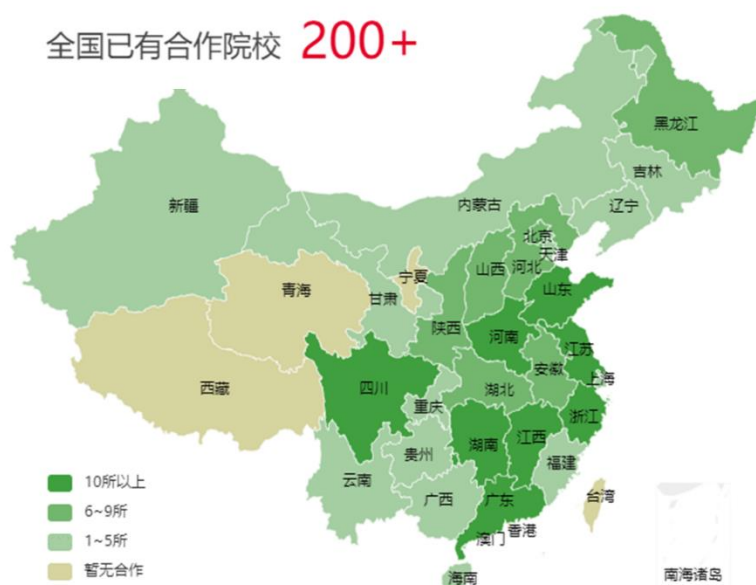 全国已有合作院校 200+
黑龙江
吉林
辽宁
内蒙古
新疆
北京
天津
河北
山西
宁夏
青海
甘肃
山东
陕西
河南
江苏
安徽
上海
西藏
四川
湖北
重庆
浙江
湖南
江西
贵州
福建
云南
广西
广东
台湾
香港
澳门
海南
10所以上
6~9所
1~5所
暂无合作
南海诸岛